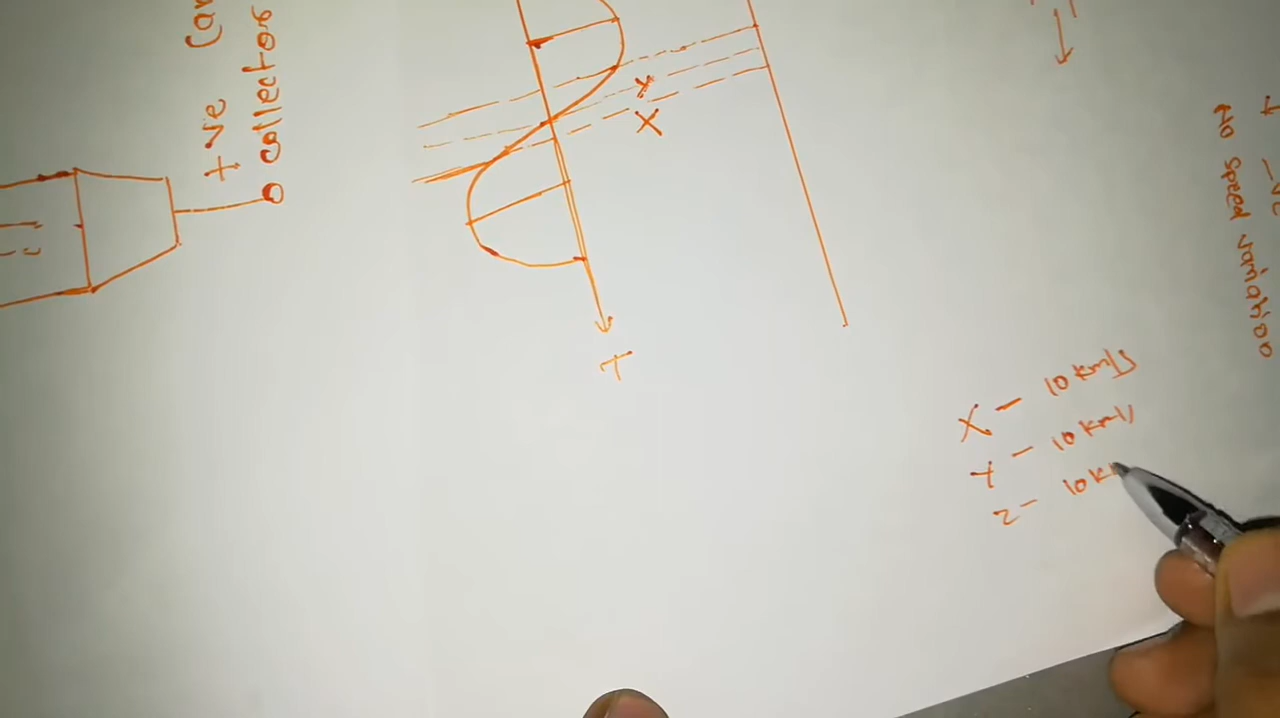 +ve
collector
y
X
T
No speed variation
X - 10 km/s
Y - 10 km/
Z - 10 K